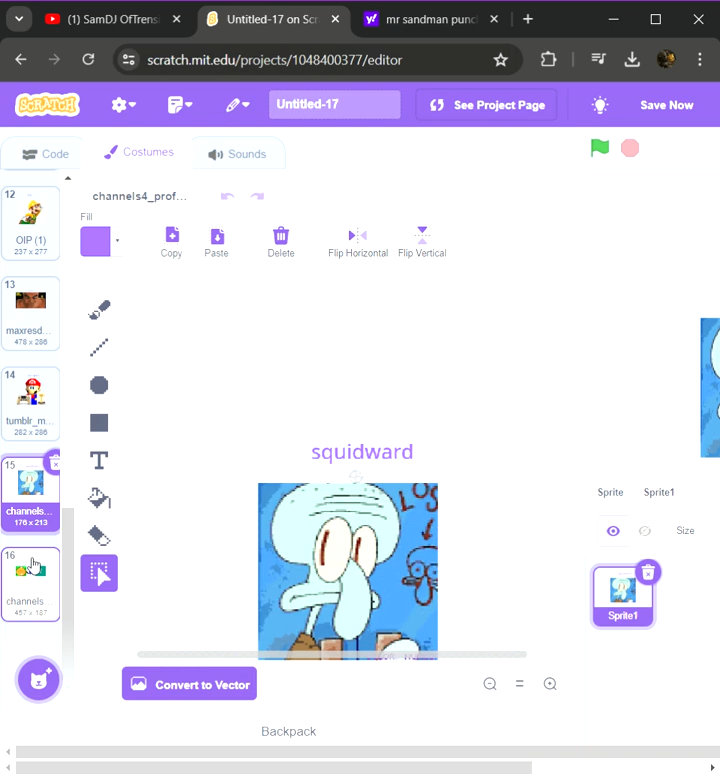 (1) SamDJ OfTrensi
Untitled-17 on Scr
mr sandman punc
scratch.mit.edu/projects/1048400377/editor
SCRATCH
Untitled-17
See Project Page
Save Now
Code
Costumes
Sounds
12
OIP (1)
237 x 277
13
maxresd...
478 x 286
14
tumblr_m...
282 x 286
15
channels...
176 x 213
16
channels...
457 x 187
channels4_prof...
Fill
Copy
Paste
Delete
Flip Horizontal
Flip Vertical
T
squidward
Sprite
Sprite1
Size
Sprite1
Convert to Vector
Backpack